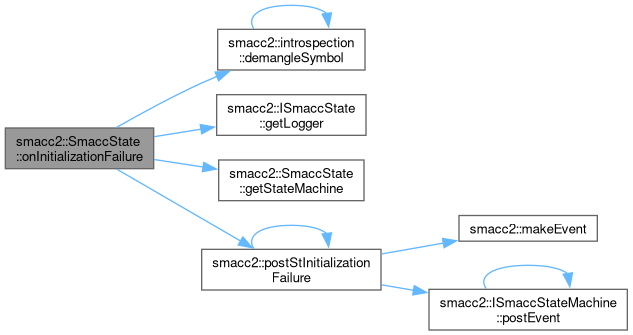 smacc2::introspection
::demangleSymbol
smacc2::ISmaccState
::getLogger
smacc2::SmaccState
::onInitializationFailure
smacc2::SmaccState
::getStateMachine
smacc2::postStInitialization
Failure
smacc2::makeEvent
smacc2::ISmaccStateMachine
::postEvent